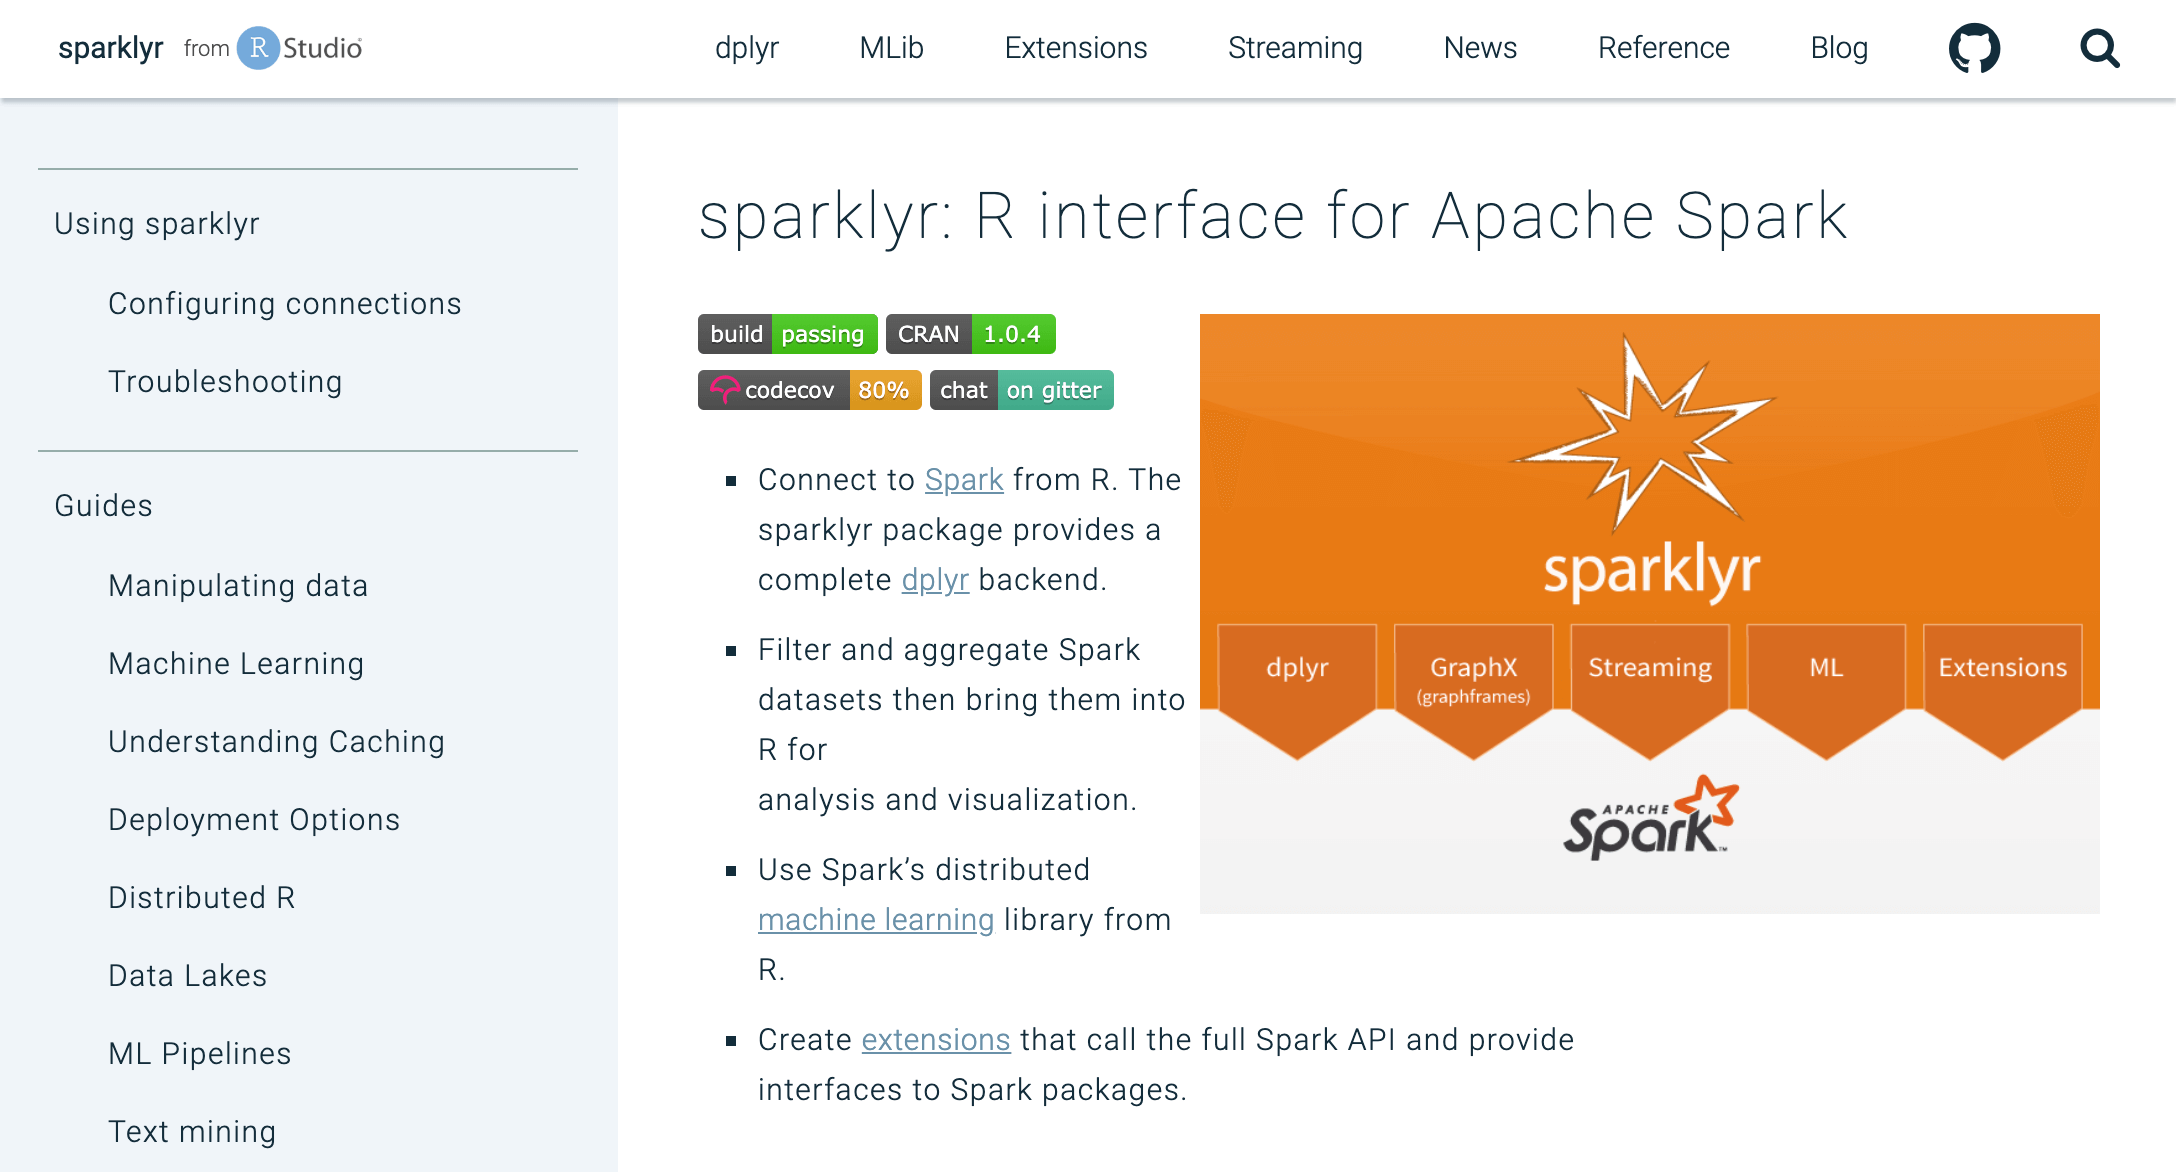 sparklyr from R Studio
dplyr MLib Extensions Streaming News Reference Blog
Using sparklyr
Configuring connections
Troubleshooting
Guides
Manipulating data
Machine Learning
Understanding Caching
Deployment Options
Distributed R
Data Lakes
ML Pipelines
Text mining
sparklyr: R interface for Apache Spark
build passing CRAN 1.0.4
codecov 80% chat on gitter
Connect to Spark from R. The
sparklyr package provides a
complete dplyr backend.
Filter and aggregate Spark
datasets then bring them into
R for
analysis and visualization.
Use Spark’s distributed
machine learning library from
R.
Create extensions that call the full Spark API and provide
interfaces to Spark packages.
sparklyr
dplyr GraphX Streaming ML Extensions
(graphframes)
APACHE
Spark™